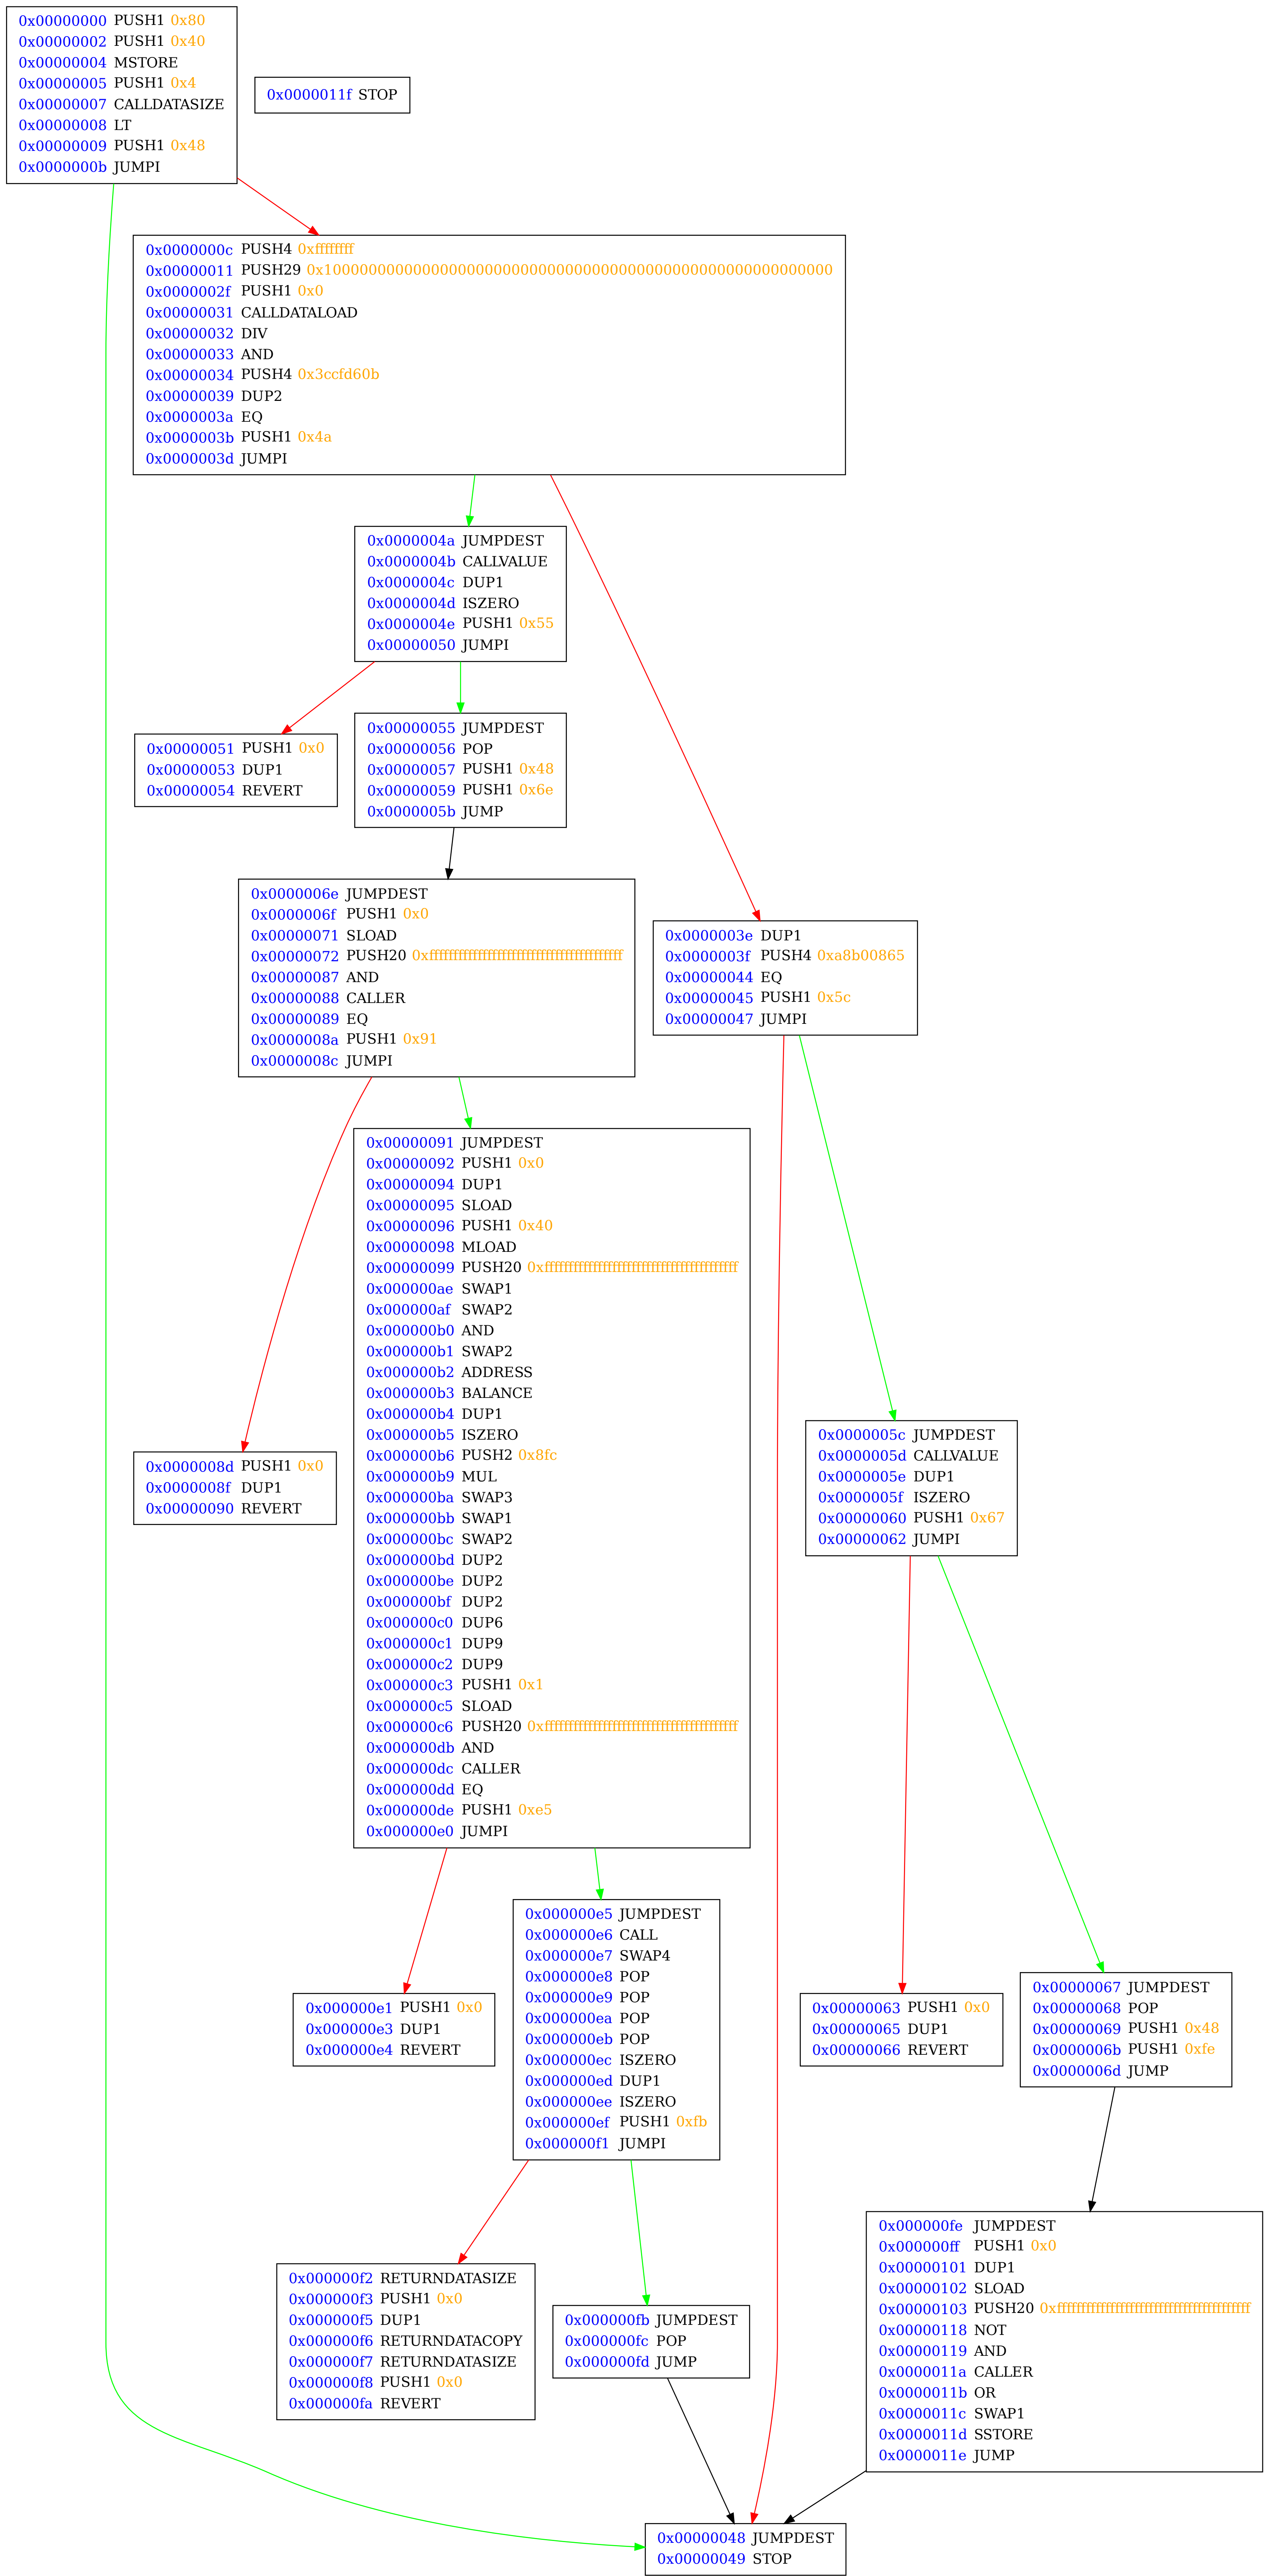 0x00000000 PUSH1 0x80
0x00000002 PUSH1 0x40
0x00000004 MSTORE
0x00000005 PUSH1 0x4
0x00000007 CALLDATASIZE
0x00000008 LT
0x00000009 PUSH1 0x48
0x0000000b JUMPI
0x0000011f STOP
0x0000000c PUSH4 0xffffffff
0x00000011 PUSH29 0x100000000000000000000000000000000000000000000000000000000
0x0000002f PUSH1 0x0
0x00000031 CALLDATALOAD
0x00000032 DIV
0x00000033 AND
0x00000034 PUSH4 0x3ccfd60b
0x00000039 DUP2
0x0000003a EQ
0x0000003b PUSH1 0x4a
0x0000003d JUMPI
0x0000004a JUMPDEST
0x0000004b CALLVALUE
0x0000004c DUP1
0x0000004d ISZERO
0x0000004e PUSH1 0x55
0x00000050 JUMPI
0x00000051 PUSH1 0x0
0x00000053 DUP1
0x00000054 REVERT
0x00000055 JUMPDEST
0x00000056 POP
0x00000057 PUSH1 0x48
0x00000059 PUSH1 0x6e
0x0000005b JUMP
0x0000006e JUMPDEST
0x0000006f PUSH1 0x0
0x00000071 SLOAD
0x00000072 PUSH20 0xffffffffffffffffffffffffffffffffffffffff
0x00000087 AND
0x00000088 CALLER
0x00000089 EQ
0x0000008a PUSH1 0x91
0x0000008c JUMPI
0x0000003e DUP1
0x0000003f PUSH4 0xa8b00865
0x00000044 EQ
0x00000045 PUSH1 0x5c
0x00000047 JUMPI
0x00000091 JUMPDEST
0x00000092 PUSH1 0x0
0x00000094 DUP1
0x00000095 SLOAD
0x00000096 PUSH1 0x40
0x00000098 MLOAD
0x00000099 PUSH20 0xffffffffffffffffffffffffffffffffffffffff
0x000000ae SWAP1
0x000000af SWAP2
0x000000b0 AND
0x000000b1 SWAP2
0x000000b2 ADDRESS
0x000000b3 BALANCE
0x000000b4 DUP1
0x000000b5 ISZERO
0x000000b6 PUSH2 0x8fc
0x000000b9 MUL
0x000000ba SWAP3
0x000000bb SWAP1
0x000000bc SWAP2
0x000000bd DUP2
0x000000be DUP2
0x000000bf DUP2
0x000000c0 DUP6
0x000000c1 DUP9
0x000000c2 DUP9
0x000000c3 PUSH1 0x1
0x000000c5 SLOAD
0x000000c6 PUSH20 0xffffffffffffffffffffffffffffffffffffffff
0x000000db AND
0x000000dc CALLER
0x000000dd EQ
0x000000de PUSH1 0xe5
0x000000e0 JUMPI
0x0000008d PUSH1 0x0
0x0000008f DUP1
0x00000090 REVERT
0x0000005c JUMPDEST
0x0000005d CALLVALUE
0x0000005e DUP1
0x0000005f ISZERO
0x00000060 PUSH1 0x67
0x00000062 JUMPI
0x000000e5 JUMPDEST
0x000000e6 CALL
0x000000e7 SWAP4
0x000000e8 POP
0x000000e9 POP
0x000000ea POP
0x000000eb POP
0x000000ec ISZERO
0x000000ed DUP1
0x000000ee ISZERO
0x000000ef PUSH1 0xfb
0x000000f1 JUMPI
0x000000e1 PUSH1 0x0
0x000000e3 DUP1
0x000000e4 REVERT
0x00000063 PUSH1 0x0
0x00000065 DUP1
0x00000066 REVERT
0x00000067 JUMPDEST
0x00000068 POP
0x00000069 PUSH1 0x48
0x0000006b PUSH1 0xfe
0x0000006d JUMP
0x000000f2 RETURNDATASIZE
0x000000f3 PUSH1 0x0
0x000000f5 DUP1
0x000000f6 RETURNDATACOPY
0x000000f7 RETURNDATASIZE
0x000000f8 PUSH1 0x0
0x000000fa REVERT
0x000000fb JUMPDEST
0x000000fc POP
0x000000fd JUMP
0x000000fe JUMPDEST
0x000000ff PUSH1 0x0
0x00000101 DUP1
0x00000102 SLOAD
0x00000103 PUSH20 0xffffffffffffffffffffffffffffffffffffffff
0x00000118 NOT
0x00000119 AND
0x0000011a CALLER
0x0000011b OR
0x0000011c SWAP1
0x0000011d SSTORE
0x0000011e JUMP
0x00000048 JUMPDEST
0x00000049 STOP